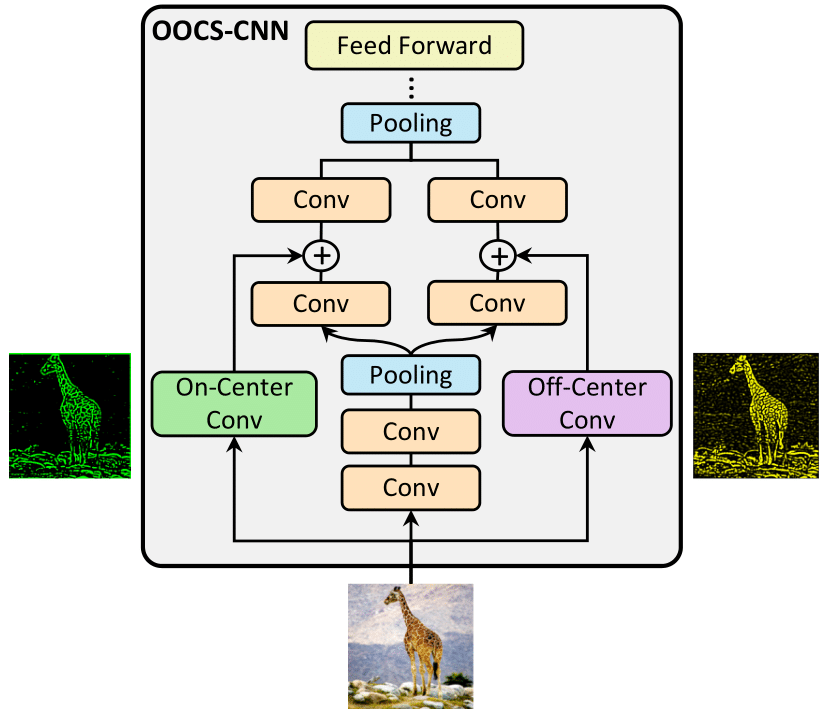 OOCS-CNN
Feed Forward
Pooling
Conv
Conv
+
+
Conv
Conv
On-Center
Conv
Pooling
Off-Center
Conv
Conv
Conv